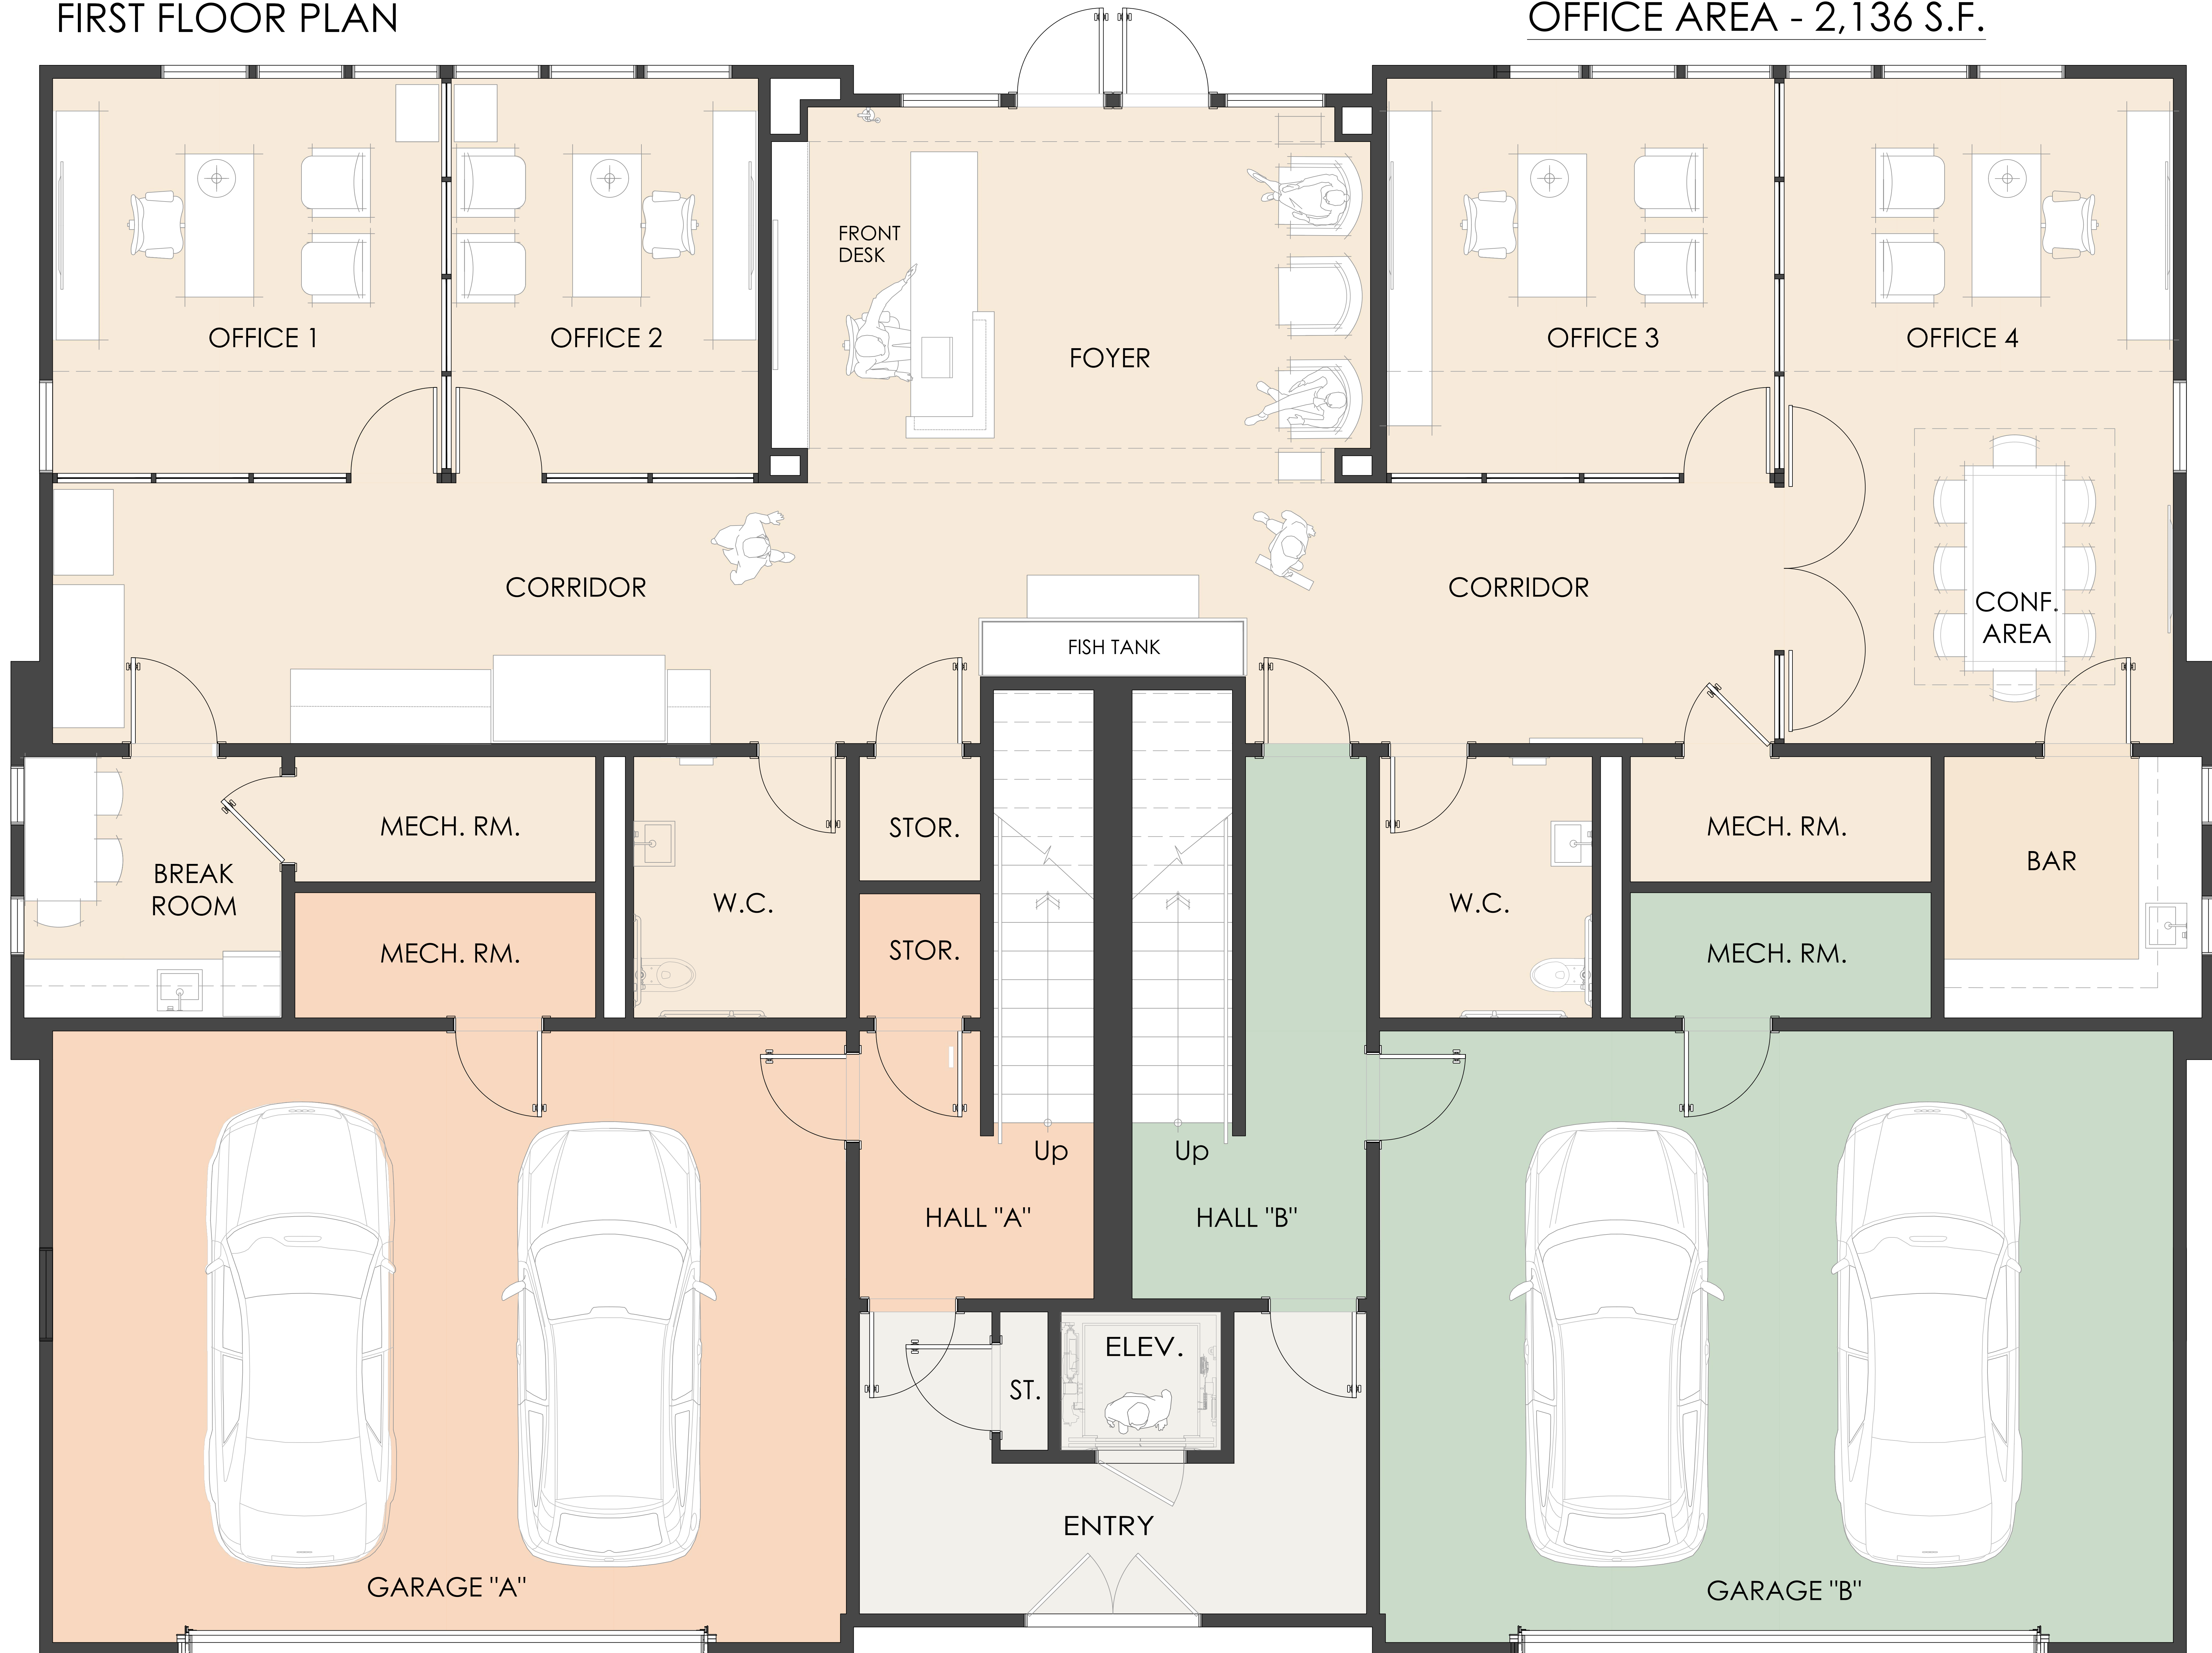 FIRST FLOOR PLAN
OFFICE AREA - 2,136 S.F.
FRONT
DESK
OFFICE 1
OFFICE 2
FOYER
OFFICE 3
OFFICE 4
CORRIDOR
CORRIDOR
CONF.
AREA
FISH TANK
MECH. RM.
STOR.
MECH. RM.
BREAK
ROOM
W.C.
W.C.
BAR
MECH. RM.
STOR.
MECH. RM.
Up
Up
HALL "A"
HALL "B"
ELEV.
ST.
ENTRY
GARAGE "A"
GARAGE "B"